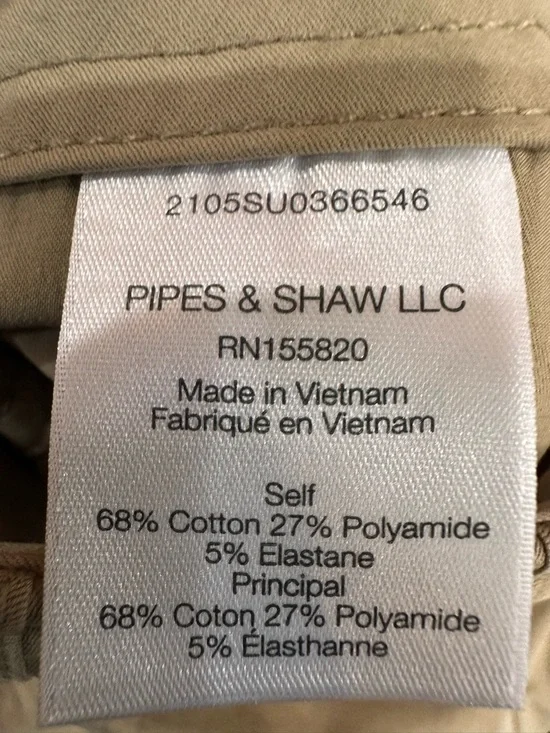 2105SU0366546
PIPES & SHAW LLC
RN155820
Made in Vietnam
Fabriqué en Vietnam
Self
68% Cotton 27% Polyamide
5% Elastane
Principal
68% Coton 27% Polyamide
5% Élasthanne